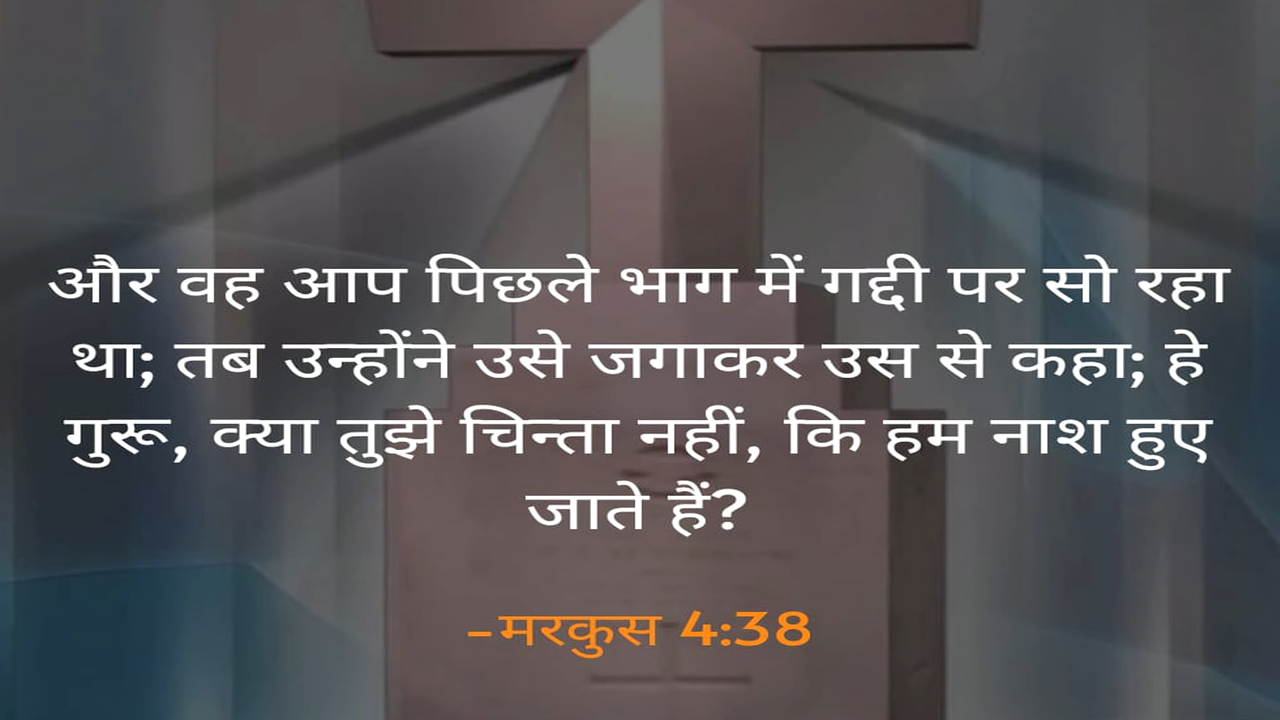 और वह आप पिछले भाग में गद्दी पर सो रहा
था; तब उन्होंने उसे जगाकर उस से कहा; हे
गुरू, क्या तुझे चिन्ता नहीं, कि हम नाश हुए
जाते हैं?
-मरकुस 4:38